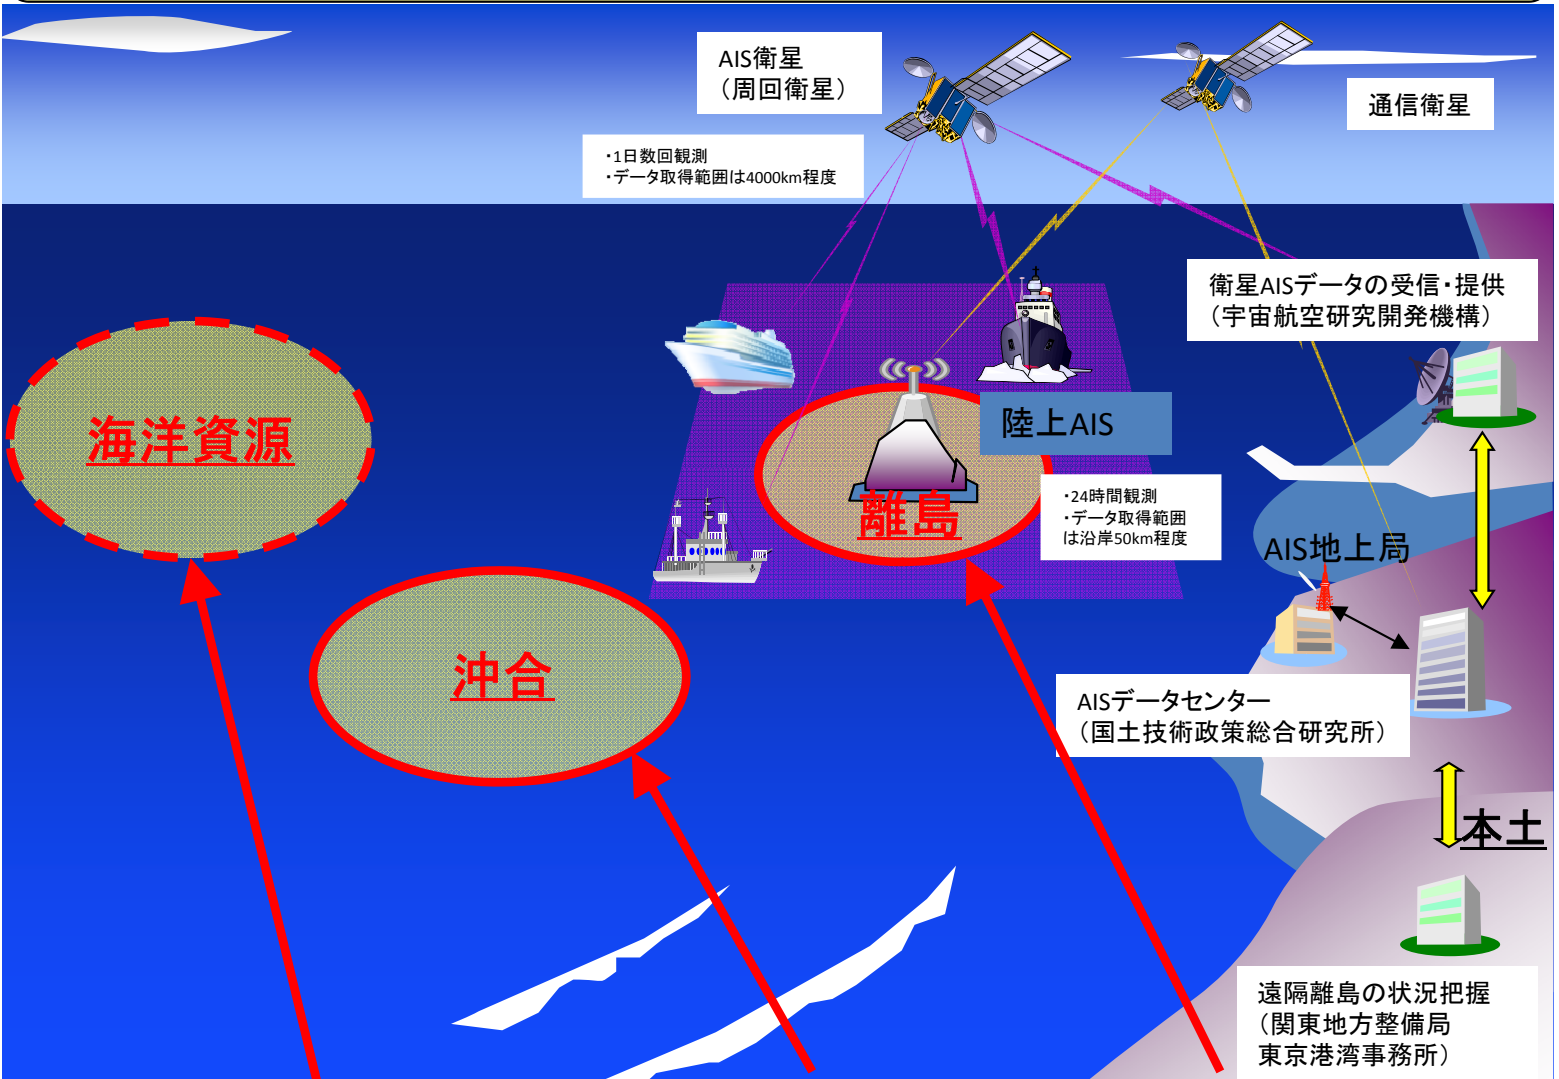 AIS衛星
（周回衛星）
通信衛星
・1日数回観測
・データ取得範囲は4000km程度
衛星AISデータの受信・提供
（宇宙航空研究開発機構）
海洋資源
陸上AIS
離島
・24時間観測
・データ取得範囲
は沿岸50km程度
AIS地上局
沖合
AISデータセンター
（国土技術政策総合研究所）
本土
遠隔離島の状況把握
（関東地方整備局
東京港湾事務所）